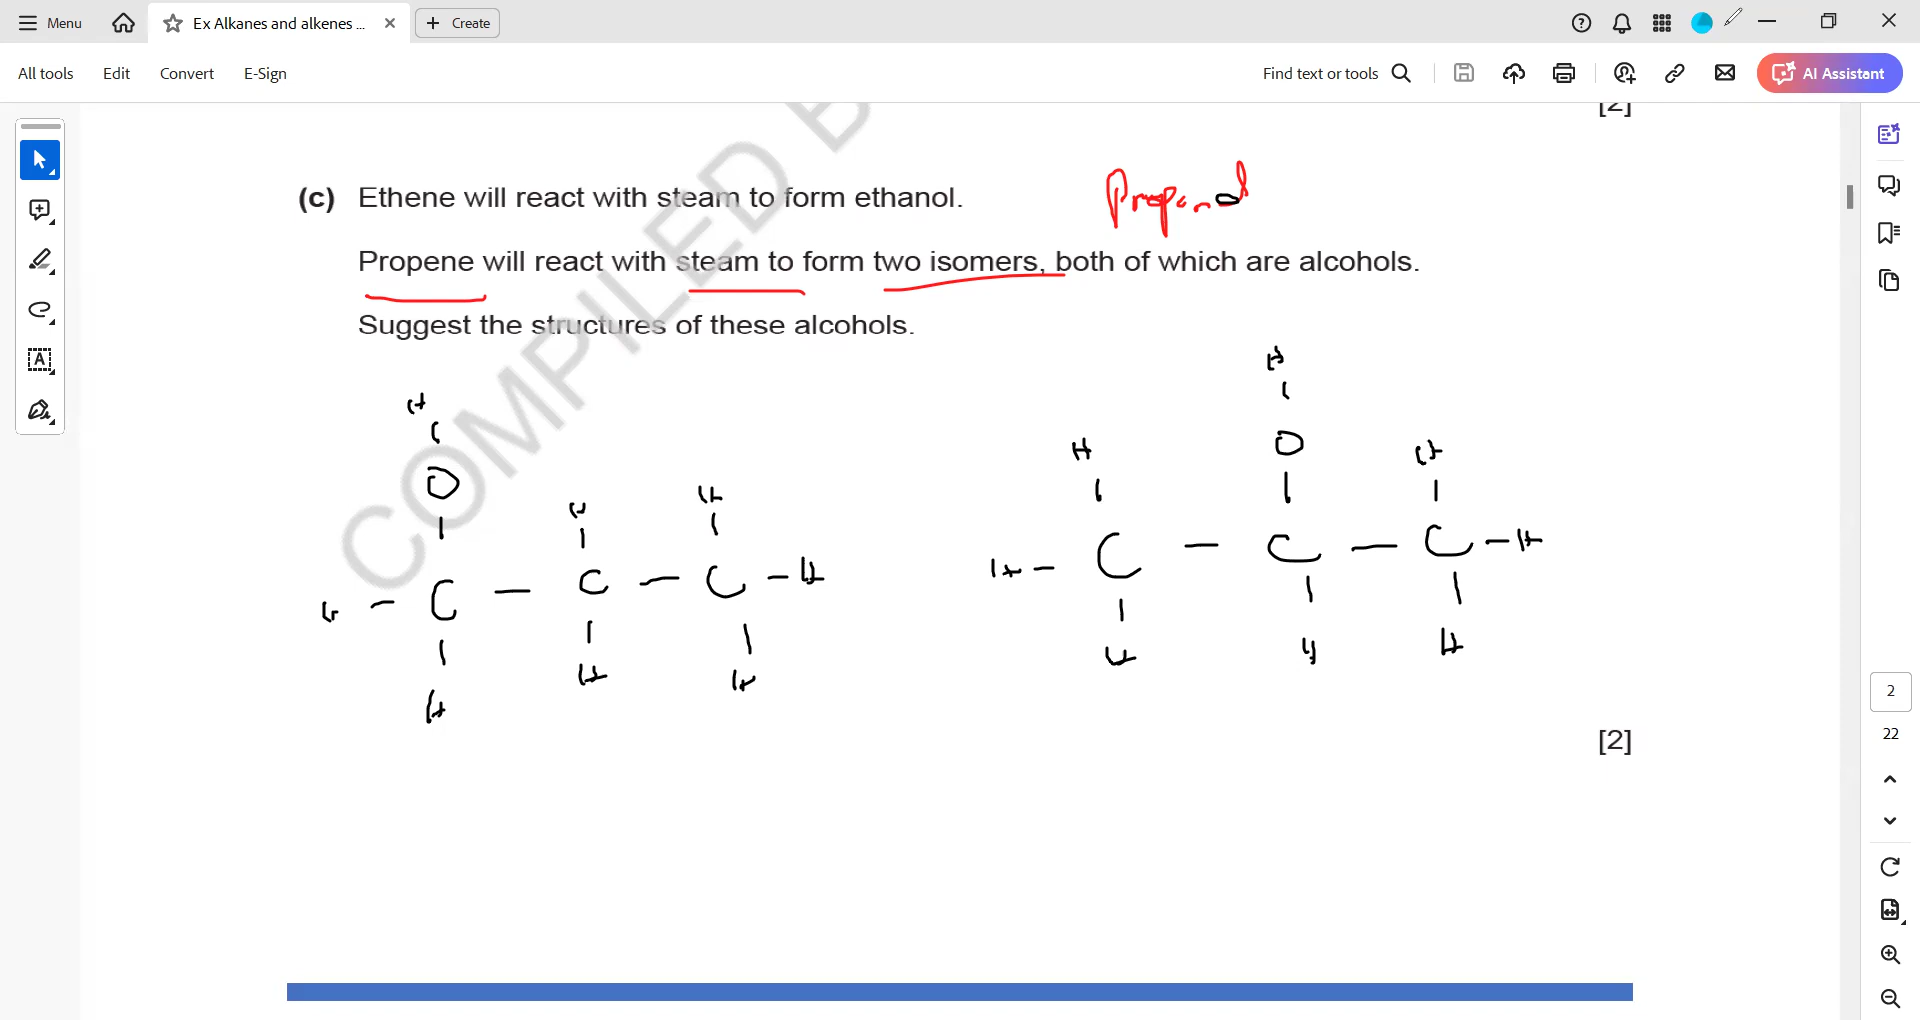 Menu
Ex Alkanes and alkenes ...
Create
All tools
Edit
Convert
E-Sign
Find text or tools
AI Assistant
[2]
COMPILED B
(c) Ethene will react with steam to form ethanol.
Propanol
Propene will react with steam to form two isomers, both of which are alcohols.
Suggest the structures of these alcohols.
H
H
O
O
H
H
H
H
H – C – C – C – H
H – C – C – C – H
H
H
H
H
H
H
[2]
A
2
22